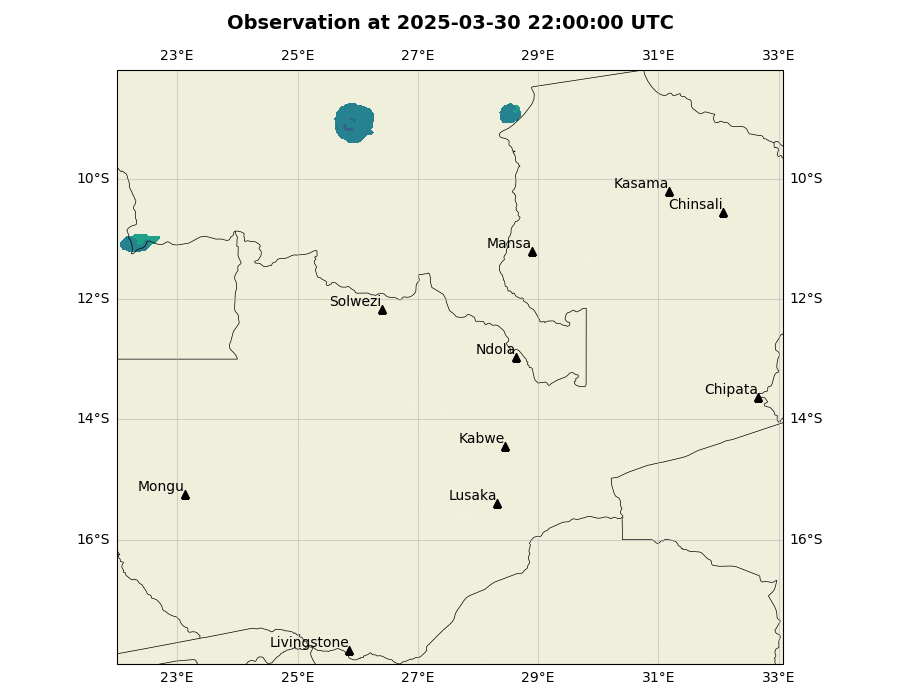 Observation at 2025-03-30 22:00:00 UTC
23°E 25°E 27°E 29°E 31°E 33°E
10°S 10°S
Kasama
Chinsali
Mansa
12°S 12°S
Solwezi
Ndola
Chipata
14°S 14°S
Kabwe
Mongu
Lusaka
16°S 16°S
Livingstone
23°E 25°E 27°E 29°E 31°E 33°E